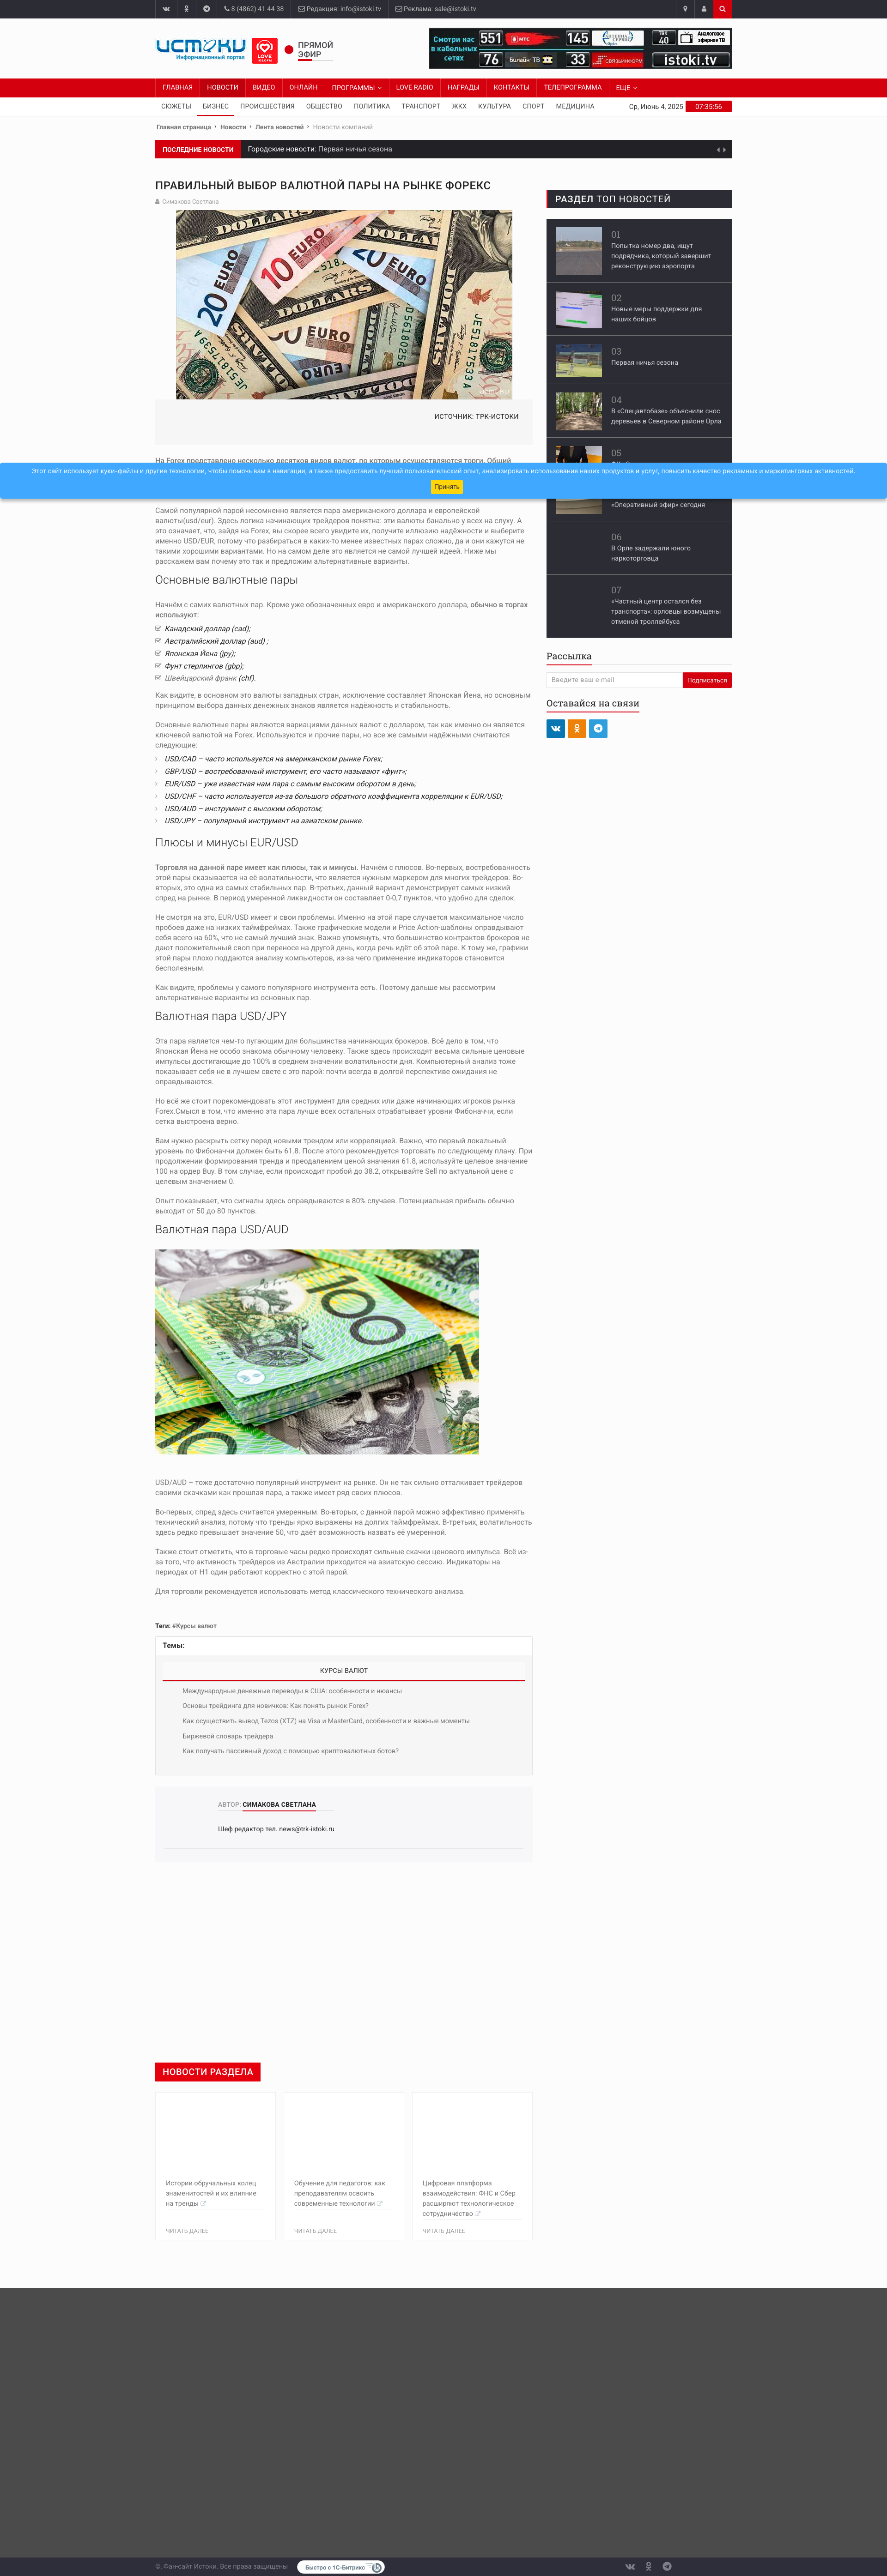 8 (4862) 41 44 38
Редакция: info@istoki.tv
Реклама: sale@istoki.tv
истоки
Информационный портал
LOVE
ПРЯМОЙ
ЭФИР
Смотри нас
в кабельных
сетях
551
МТС
145
ТВК
40
Аналоговое
эфирное ТВ
76
Билайн ТВ
33
СВЯЗЬИНФОРМ
istoki.tv
ГЛАВНАЯ
НОВОСТИ
ВИДЕО
ОНЛАЙН
ПРОГРАММЫ
LOVE RADIO
НАГРАДЫ
КОНТАКТЫ
ТЕЛЕПРОГРАММА
ЕЩЕ
СЮЖЕТЫ
БИЗНЕС
ПРОИСШЕСТВИЯ
ОБЩЕСТВО
ПОЛИТИКА
ТРАНСПОРТ
ЖКХ
КУЛЬТУРА
СПОРТ
МЕДИЦИНА
Ср, Июнь 4, 2025
07:35:56
Главная страница
Новости
Лента новостей
Новости компаний
ПОСЛЕДНИЕ НОВОСТИ
Городские новости: Первая ничья сезона
ПРАВИЛЬНЫЙ ВЫБОР ВАЛЮТНОЙ ПАРЫ НА РЫНКЕ ФОРЕКС
Симакова Светлана
20 EURO
10 EURO
20 EURO
JE51817533A
ИСТОЧНИК: ТРК-ИСТОКИ
На Forex представлено несколько десятков видов валют, по которым осуществляются торги. Общий
Этот сайт использует куки-файлы и другие технологии, чтобы помочь вам в навигации, а также предоставить лучший пользовательский опыт, анализировать использование наших продуктов и услуг, повысить качество рекламных и маркетинговых активностей.
Принять
Самой популярной парой несомненно является пара американского доллара и европейской
валюты(usd/eur). Здесь логика начинающих трейдеров понятна: эти валюты банально у всех на слуху. А
это означает, что, зайдя на Forex, вы скорее всего увидите их, получите иллюзию надёжности и выберите
именно USD/EUR, потому что разбираться в каких-то менее известных парах сложно, да и они кажутся не
такими хорошими вариантами. Но на самом деле это является не самой лучшей идеей. Ниже мы
расскажем вам почему это так и предложим альтернативные варианты.
Основные валютные пары
Начнём с самих валютных пар. Кроме уже обозначенных евро и американского доллара, обычно в торгах
используют:
Канадский доллар (cad);
Австралийский доллар (aud) ;
Японская Йена (jpy);
Фунт стерлингов (gbp);
Швейцарский франк (chf).
Как видите, в основном это валюты западных стран, исключение составляет Японская Йена, но основным
принципом выбора данных денежных знаков является надёжность и стабильность.
Основные валютные пары являются вариациями данных валют с долларом, так как именно он является
ключевой валютой на Forex. Используются и прочие пары, но все же самыми надёжными считаются
следующие:
USD/CAD – часто используется на американском рынке Forex;
GBP/USD – востребованный инструмент, его часто называют «фунт»;
EUR/USD – уже известная нам пара с самым высоким оборотом в день;
USD/CHF – часто используется из-за большого обратного коэффициента корреляции к EUR/USD;
USD/AUD – инструмент с высоким оборотом;
USD/JPY – популярный инструмент на азиатском рынке.
Плюсы и минусы EUR/USD
Торговля на данной паре имеет как плюсы, так и минусы. Начнём с плюсов. Во-первых, востребованность
этой пары сказывается на её волатильности, что является нужным маркером для многих трейдеров. Во-
вторых, это одна из самых стабильных пар. В-третьих, данный вариант демонстрирует самых низкий
спред на рынке. В период умеренной ликвидности он составляет 0-0,7 пунктов, что удобно для сделок.
Не смотря на это, EUR/USD имеет и свои проблемы. Именно на этой паре случается максимальное число
пробоев даже на низких таймфреймах. Также графические модели и Price Action-шаблоны оправдывают
себя всего на 60%, что не самый лучший знак. Важно упомянуть, что большинство контрактов брокеров не
дают положительный своп при переносе на другой день, когда речь идёт об этой паре. К тому же, графики
этой пары плохо поддаются анализу компьютеров, из-за чего применение индикаторов становится
бесполезным.
Как видите, проблемы у самого популярного инструмента есть. Поэтому дальше мы рассмотрим
альтернативные варианты из основных пар.
Валютная пара USD/JPY
Эта пара является чем-то пугающим для большинства начинающих брокеров. Всё дело в том, что
Японская Йена не особо знакома обычному человеку. Также здесь происходят весьма сильные ценовые
импульсы достигающие до 100% в среднем значении волатильности дня. Компьютерный анализ тоже
показывает себя не в лучшем свете с это парой: почти всегда в долгой перспективе ожидания не
оправдываются.
Но всё же стоит порекомендовать этот инструмент для средних или даже начинающих игроков рынка
Forex.Смысл в том, что именно эта пара лучше всех остальных отрабатывает уровни Фибоначчи, если
сетка выстроена верно.
Вам нужно раскрыть сетку перед новыми трендом или корреляцией. Важно, что первый локальный
уровень по Фибоначчи должен быть 61.8. После этого рекомендуется торговать по следующему плану. При
продолжении формирования тренда и преодалением ценой значения 61.8, используйте целевое значение
100 на ордер Buy. В том случае, если происходит пробой до 38.2, открывайте Sell по актуальной цене с
целевым значением 0.
Опыт показывает, что сигналы здесь оправдываются в 80% случаев. Потенциальная прибыль обычно
выходит от 50 до 80 пунктов.
Валютная пара USD/AUD
100
USD/AUD – тоже достаточно популярный инструмент на рынке. Он не так сильно отталкивает трейдеров
своими скачками как прошлая пара, а также имеет ряд своих плюсов.
Во-первых, спред здесь считается умеренным. Во-вторых, с данной парой можно эффективно применять
технический анализ, потому что тренды ярко выражены на долгих таймфреймах. В-третьих, волатильность
здесь редко превышает значение 50, что даёт возможность назвать её умеренной.
Также стоит отметить, что в торговые часы редко происходят сильные скачки ценового импульса. Всё из-
за того, что активность трейдеров из Австралии приходится на азиатскую сессию. Индикаторы на
периодах от H1 один работают корректно с этой парой.
Для торговли рекомендуется использовать метод классического технического анализа.
Теги: #Курсы валют
Темы:
КУРСЫ ВАЛЮТ
Международные денежные переводы в США: особенности и нюансы
Основы трейдинга для новичков: Как понять рынок Forex?
Как осуществить вывод Tezos (XTZ) на Visa и MasterCard, особенности и важные моменты
Биржевой словарь трейдера
Как получать пассивный доход с помощью криптовалютных ботов?
АВТОР: СИМАКОВА СВЕТЛАНА
Шеф редактор тел. news@trk-istoki.ru
РАЗДЕЛ ТОП НОВОСТЕЙ
01
Попытка номер два, ищут
подрядчика, который завершит
реконструкцию аэропорта
02
Новые меры поддержки для
наших бойцов
03
Первая ничья сезона
04
В «Спецавтобазе» объяснили снос
деревьев в Северном районе Орла
05
«Оперативный эфир» сегодня
06
В Орле задержали юного
наркоторговца
07
«Частный центр остался без
транспорта»: орловцы возмущены
отменой троллейбуса
Рассылка
Введите ваш e-mail
Подписаться
Оставайся на связи
НОВОСТИ РАЗДЕЛА
Истории обручальных колец
знаменитостей и их влияние
на тренды
ЧИТАТЬ ДАЛЕЕ
Обучение для педагогов: как
преподавателям освоить
современные технологии
ЧИТАТЬ ДАЛЕЕ
Цифровая платформа
взаимодействия: ФНС и Сбер
расширяют технологическое
сотрудничество
ЧИТАТЬ ДАЛЕЕ
©, Фан-сайт Истоки. Все права защищены
Быстро с 1С-Битрикс